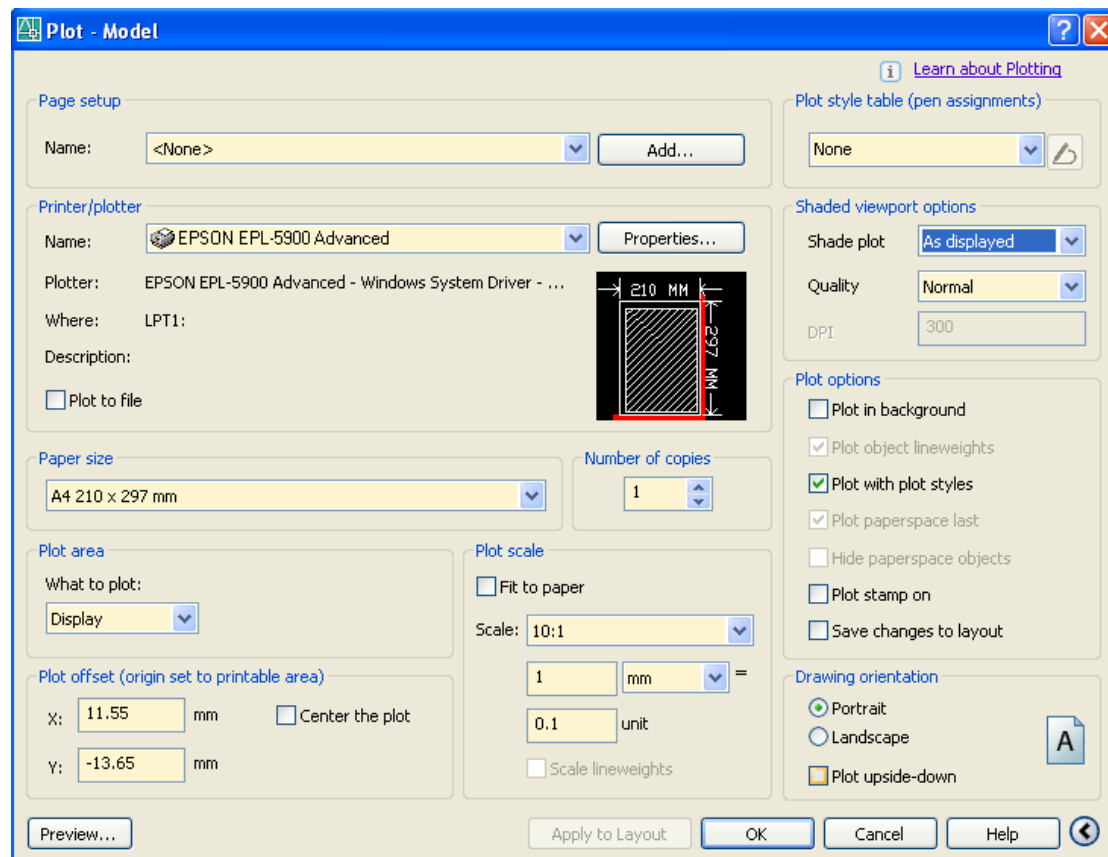 Plot - Model
Learn about Plotting
Page setup
Name: <None> Add...
Plot style table (pen assignments)
None
Printer/plotter
Name: EPSON EPL-5900 Advanced Properties...
Plotter: EPSON EPL-5900 Advanced - Windows System Driver - ...
Where: LPT1:
Description:
Plot to file
210 MM
297 MM
Shaded viewport options
Shade plot As displayed
Quality Normal
DPI 300
Paper size
A4 210 x 297 mm
Number of copies
1
Plot options
Plot in background
Plot object lineweights
Plot with plot styles
Plot paperspace last
Hide paperspace objects
Plot stamp on
Save changes to layout
Plot area
What to plot:
Display
Plot scale
Fit to paper
Scale: 10:1
1 mm =
0.1 unit
Scale lineweights
Plot offset (origin set to printable area)
X: 11.55 mm Center the plot
Y: -13.65 mm
Drawing orientation
Portrait
Landscape
Plot upside-down
A
Preview... Apply to Layout OK Cancel Help